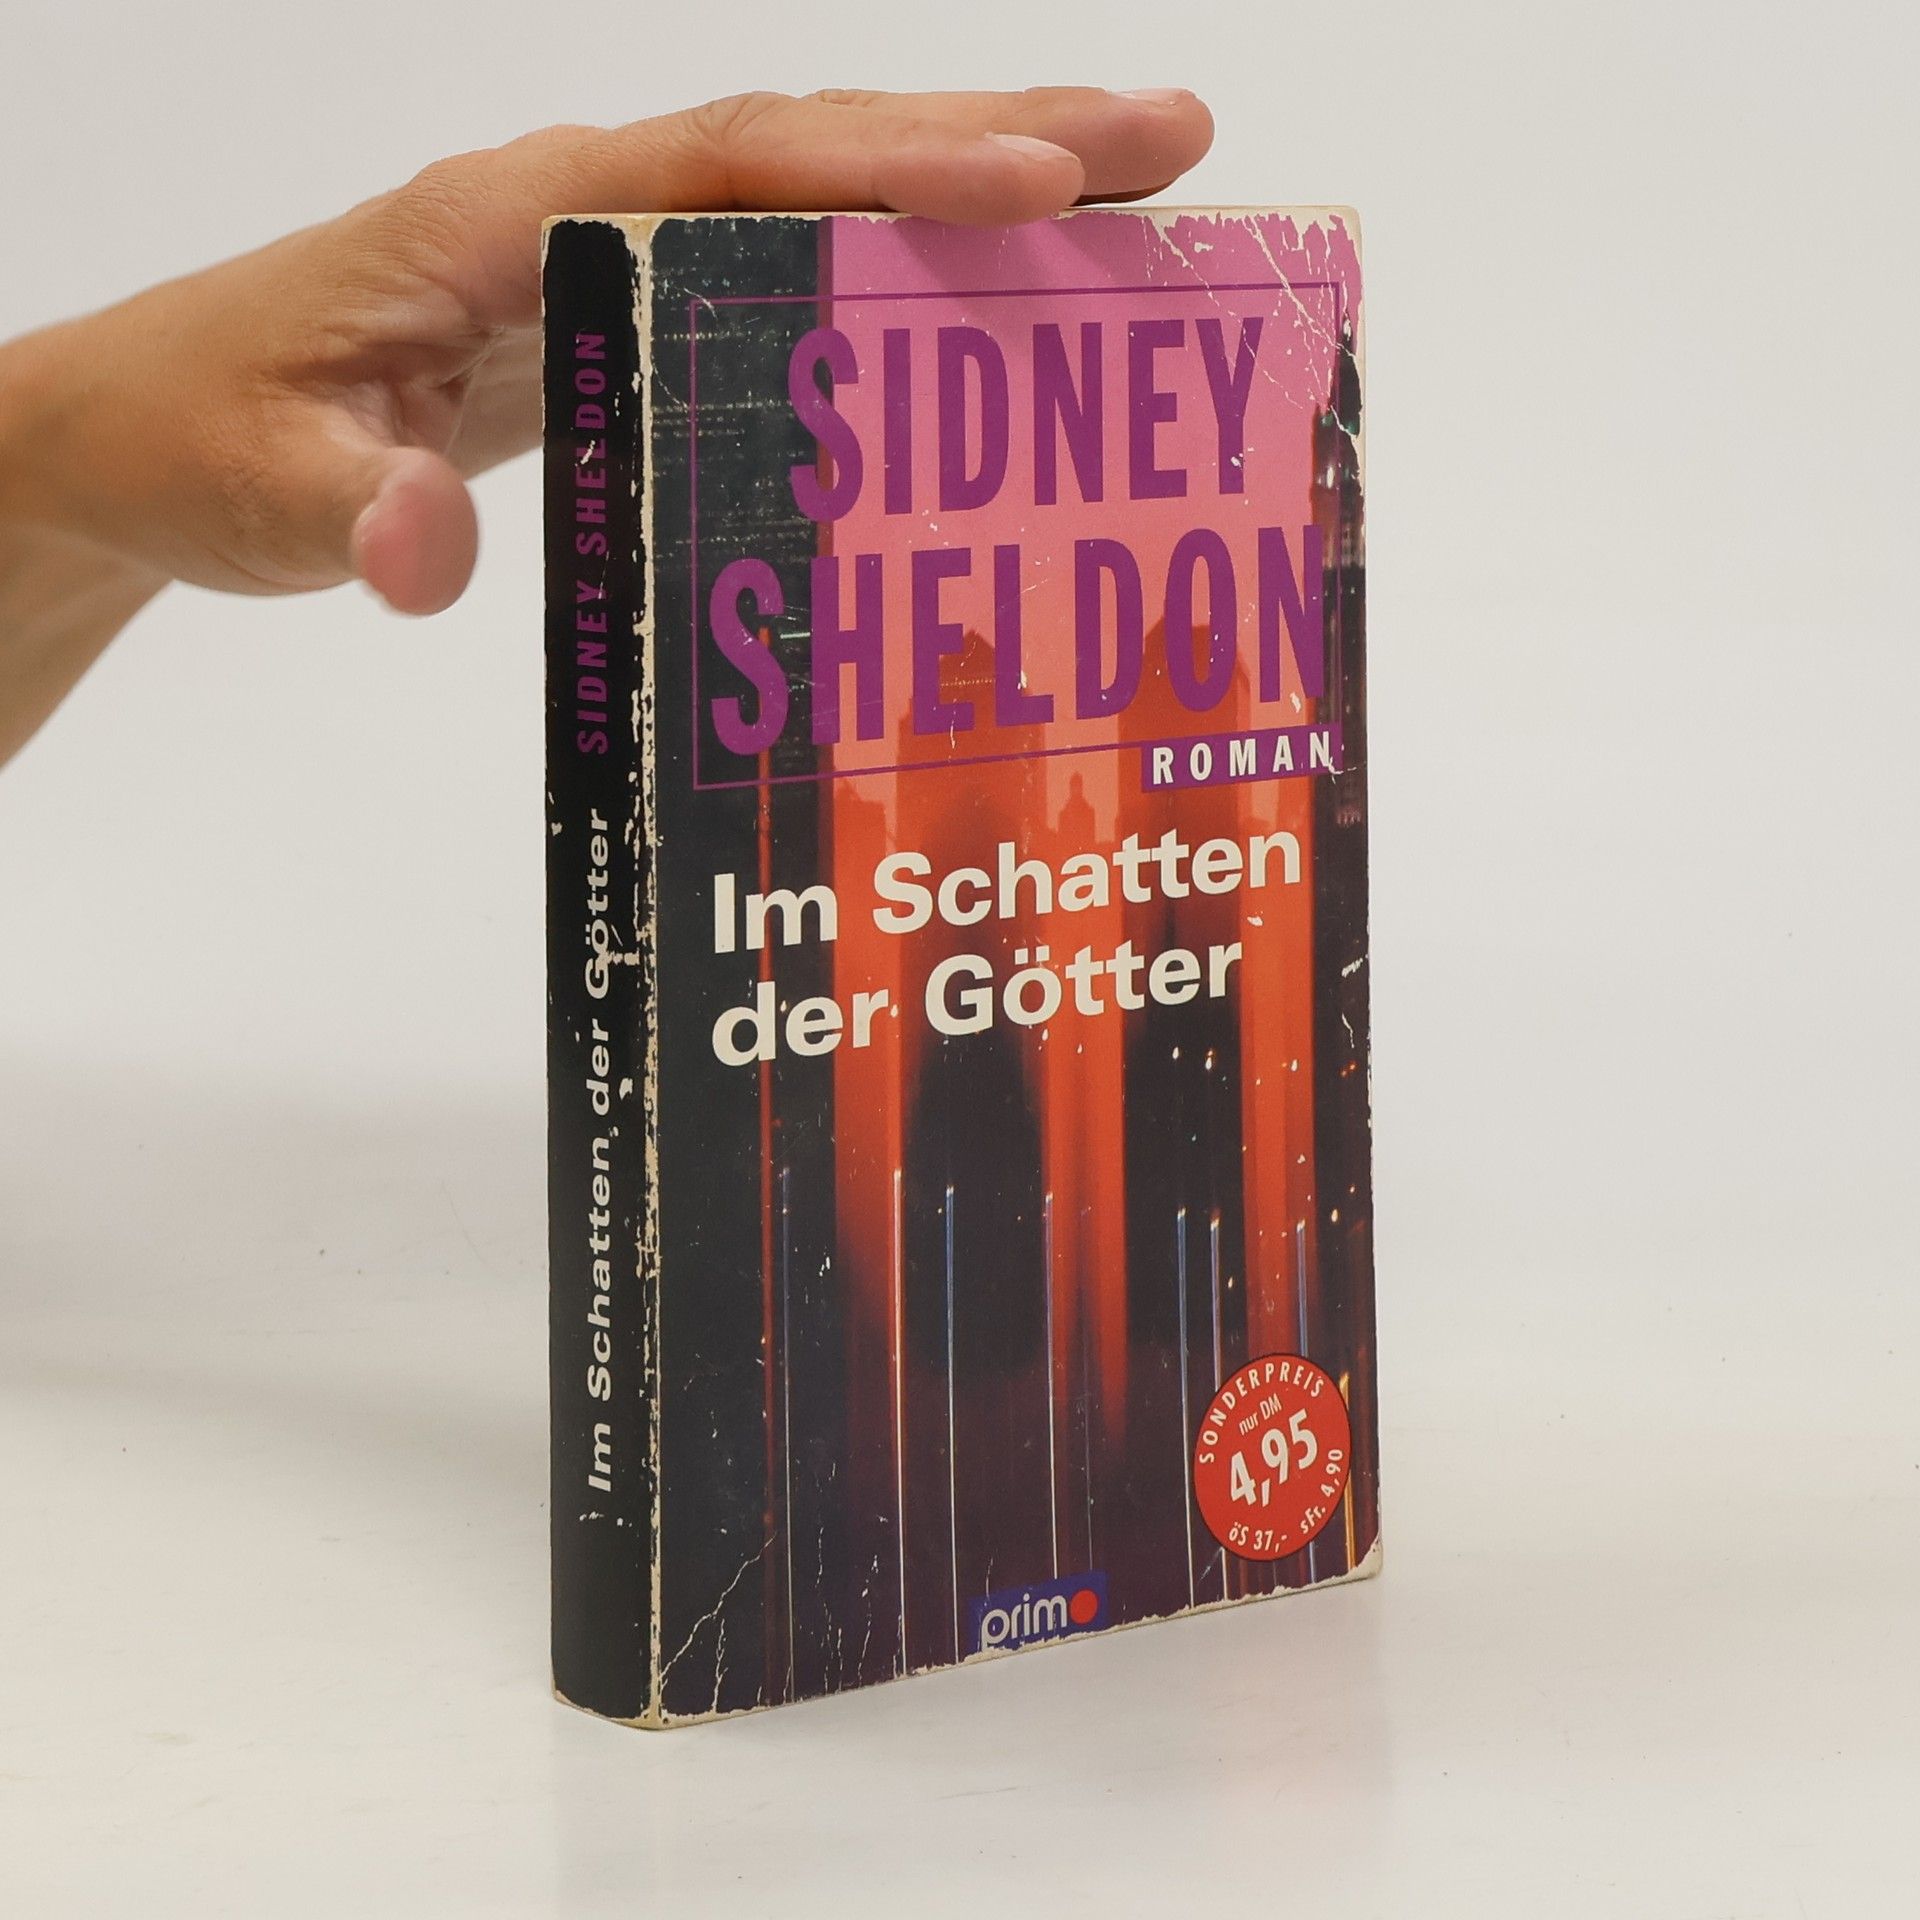 SIDNEY SHELDON
Im Schatten der Götter
SIDNEY
SHELDON
ROMAN
Im Schatten
der Götter
SONDERPREIS
nur DM
4,95
öS 37,- sFr. 4,90
primo